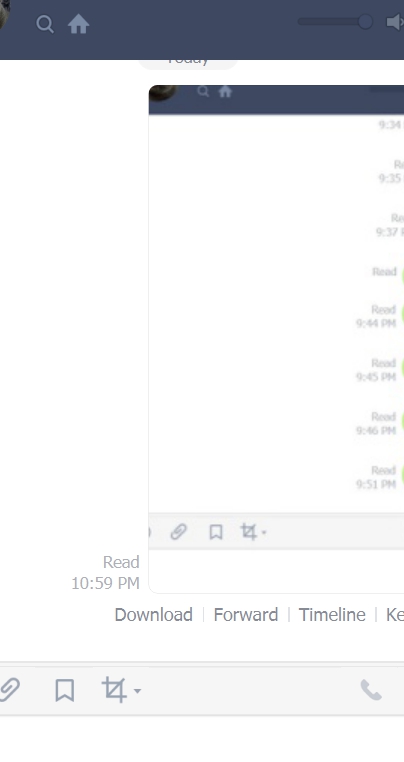 Today
9:34
Re
9:35
Re
9:37 P
Read
Read
9:44 PM
Read
9:45 PM
Read
9:46 PM
Read
9:51 PM
Read
10:59 PM
Download | Forward | Timeline | Ke